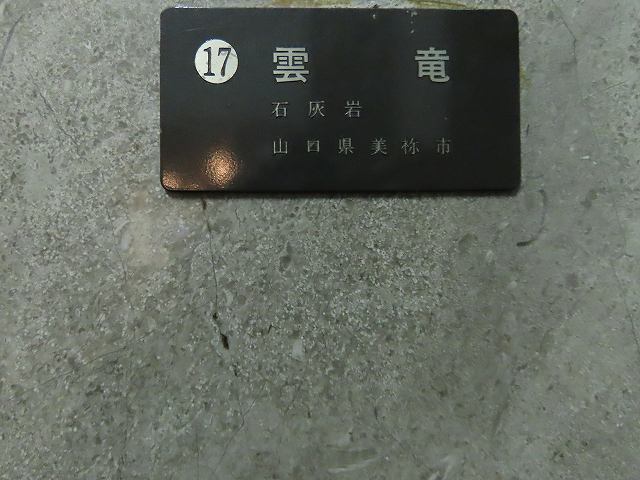 ⑰ 雲 竜
石灰岩
山口県美祢市